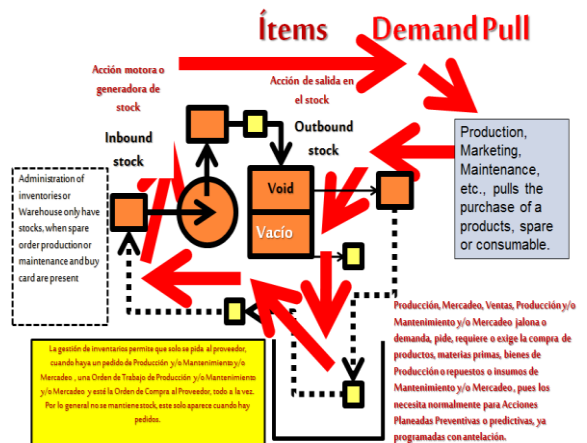 Ítems Demand Pull
Acción motora o
generadora de
stock
Acción de salida en
el stock
Inbound
stock
Outbound
stock
Void
Vacío
Production,
Marketing,
Maintenance,
etc., pulls the
purchase of a
products, spare
or consumable.
Administration of
inventories or
Warehouse only have
stocks, when spare
order production or
maintenance and buy
card are present
La gestión de inventarios permite que solo se pida al proveedor,
cuando haya un pedido de Producción y/o Mantenimiento y/o
Mercadeo , una Orden de Trabajo de Producción y/o Mantenimiento
y/o Mercadeo y esté la Orden de Compra al Proveedor, todo a la vez.
Por lo general no se mantiene stock, este solo aparece cuando hay
pedidos.
Producción, Mercadeo, Ventas, Producción y/o
Mantenimiento y/o Mercadeo jalona o
demanda, pide, requiere o exige la compra de
productos, materias primas, bienes de
Producción o repuestos o insumos de
Mantenimiento y/o Mercadeo , pues los
necesita normalmente para Acciones
Planeadas Preventivas o predictivas, ya
programadas con antelación.